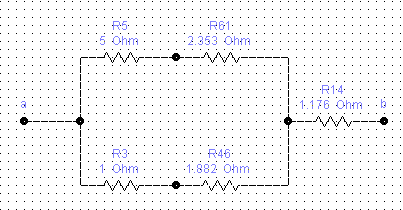 R5
5 Ohm
R61
2.353 Ohm
a
R14
1.176 Ohm
b
R3
1 Ohm
R46
1.882 Ohm